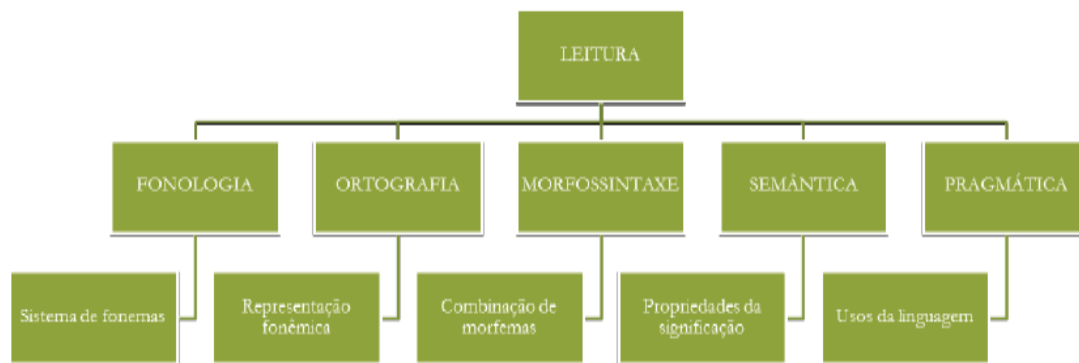 LEITURA
FONOLOGIA
ORTOGRAFIA
MORFOSSINTAXE
SEMÂNTICA
PRAGMÁTICA
Sistema de fonemas
Representação
fonêmica
Combinação de
morfemas
Propriedades da
significação
Usos da linguagem